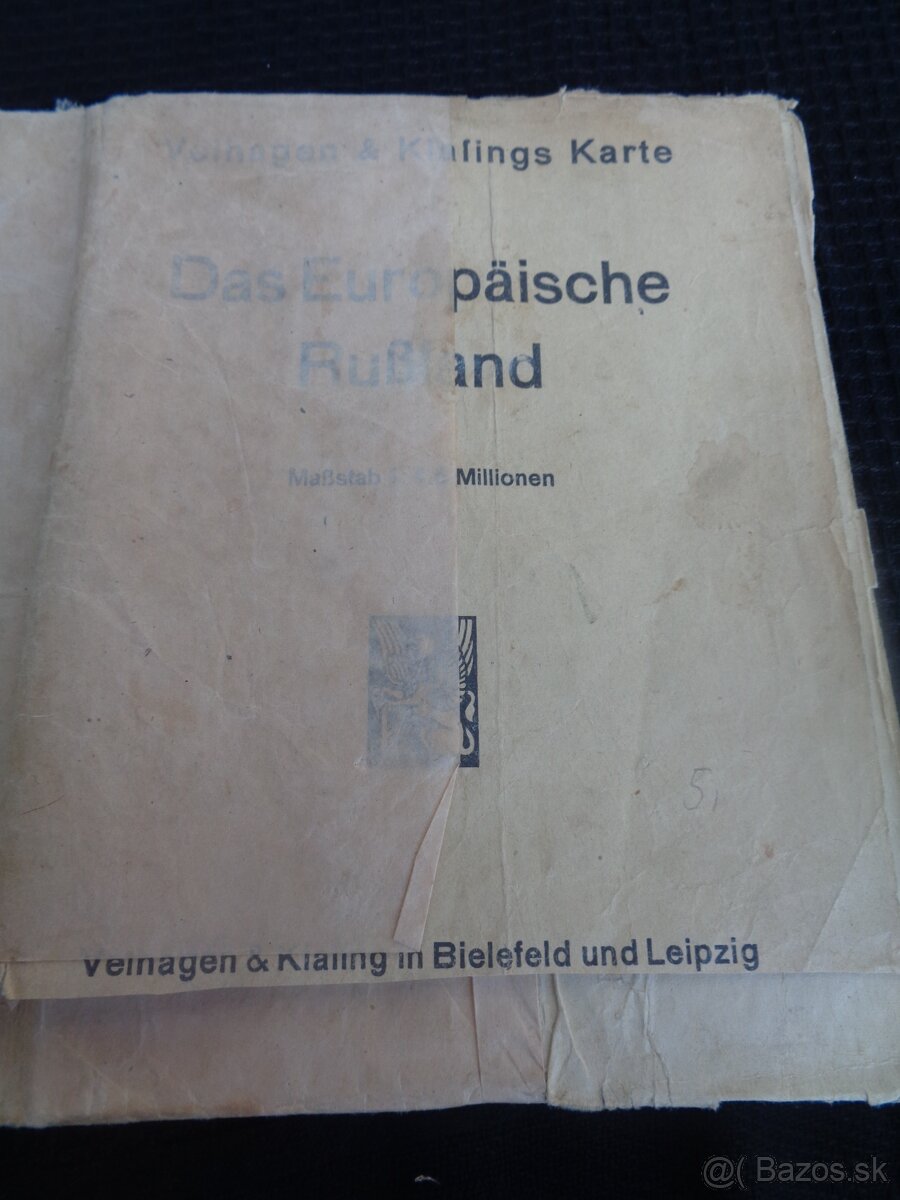 Velhagen & Klaſings Karte
Das Europäische
Rußland
Maßstab Millionen
5,
Velhagen & Klaſing in Bielefeld und Leipzig
@( Bazos.sk